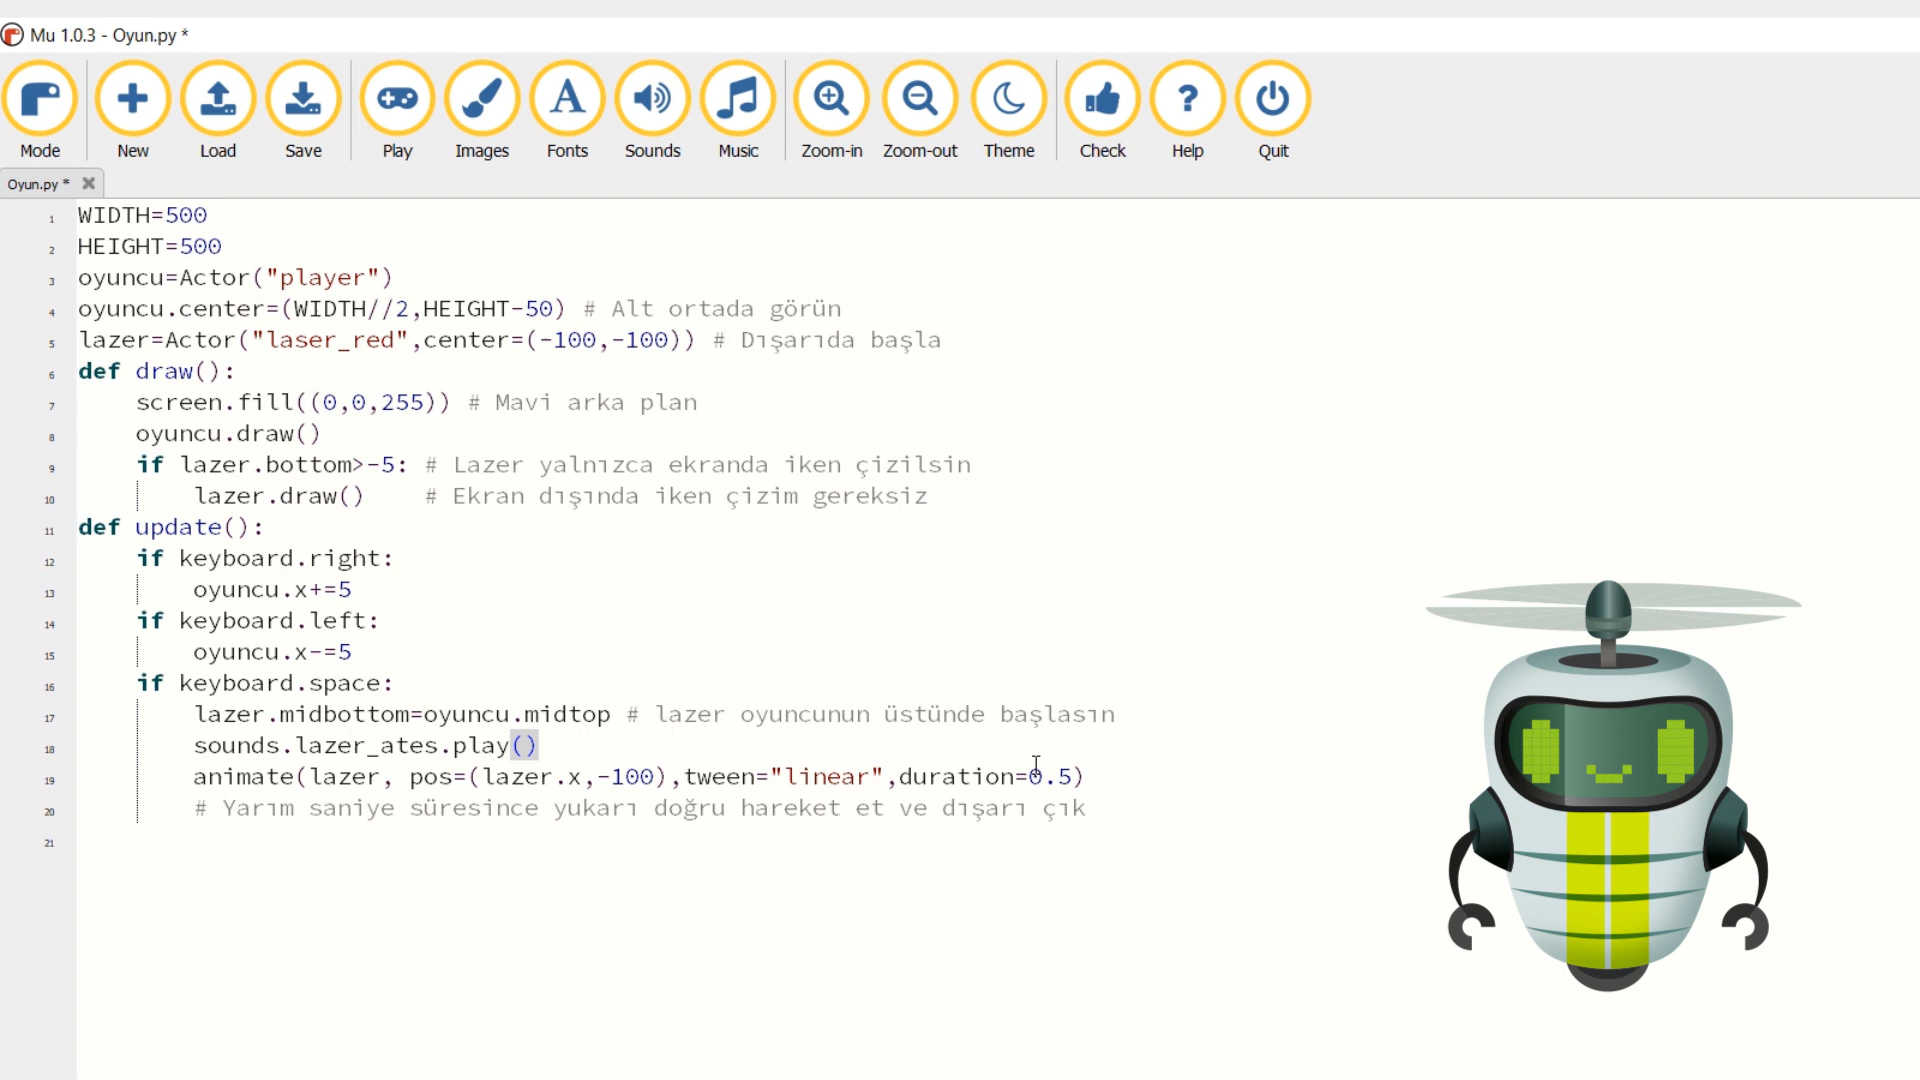 Mu 1.0.3 - Oyun.py *
Mode New Load Save Play Images Fonts Sounds Music Zoom-in Zoom-out Theme Check Help Quit
Oyun.py *
1 WIDTH=500
2 HEIGHT=500
3 oyuncu=Actor("player")
4 oyuncu.center=(WIDTH//2,HEIGHT-50) # Alt ortada görün
5 lazer=Actor("laser_red",center=(-100,-100)) # Dışarıda başla
6 def draw():
7 screen.fill((0,0,255)) # Mavi arka plan
8 oyuncu.draw()
9 if lazer.bottom>-5: # Lazer yalnızca ekranda iken çizilsin
10 lazer.draw() # Ekran dışında iken çizim gereksiz
11 def update():
12 if keyboard.right:
13 oyuncu.x+=5
14 if keyboard.left:
15 oyuncu.x-=5
16 if keyboard.space:
17 lazer.midbottom=oyuncu.midtop # lazer oyuncunun üstünde başlasın
18 sounds.lazer_ates.play()
19 animate(lazer, pos=(lazer.x,-100),tween="linear",duration=0.5)
20 # Yarım saniye süresince yukarı doğru hareket et ve dışarı çık
21